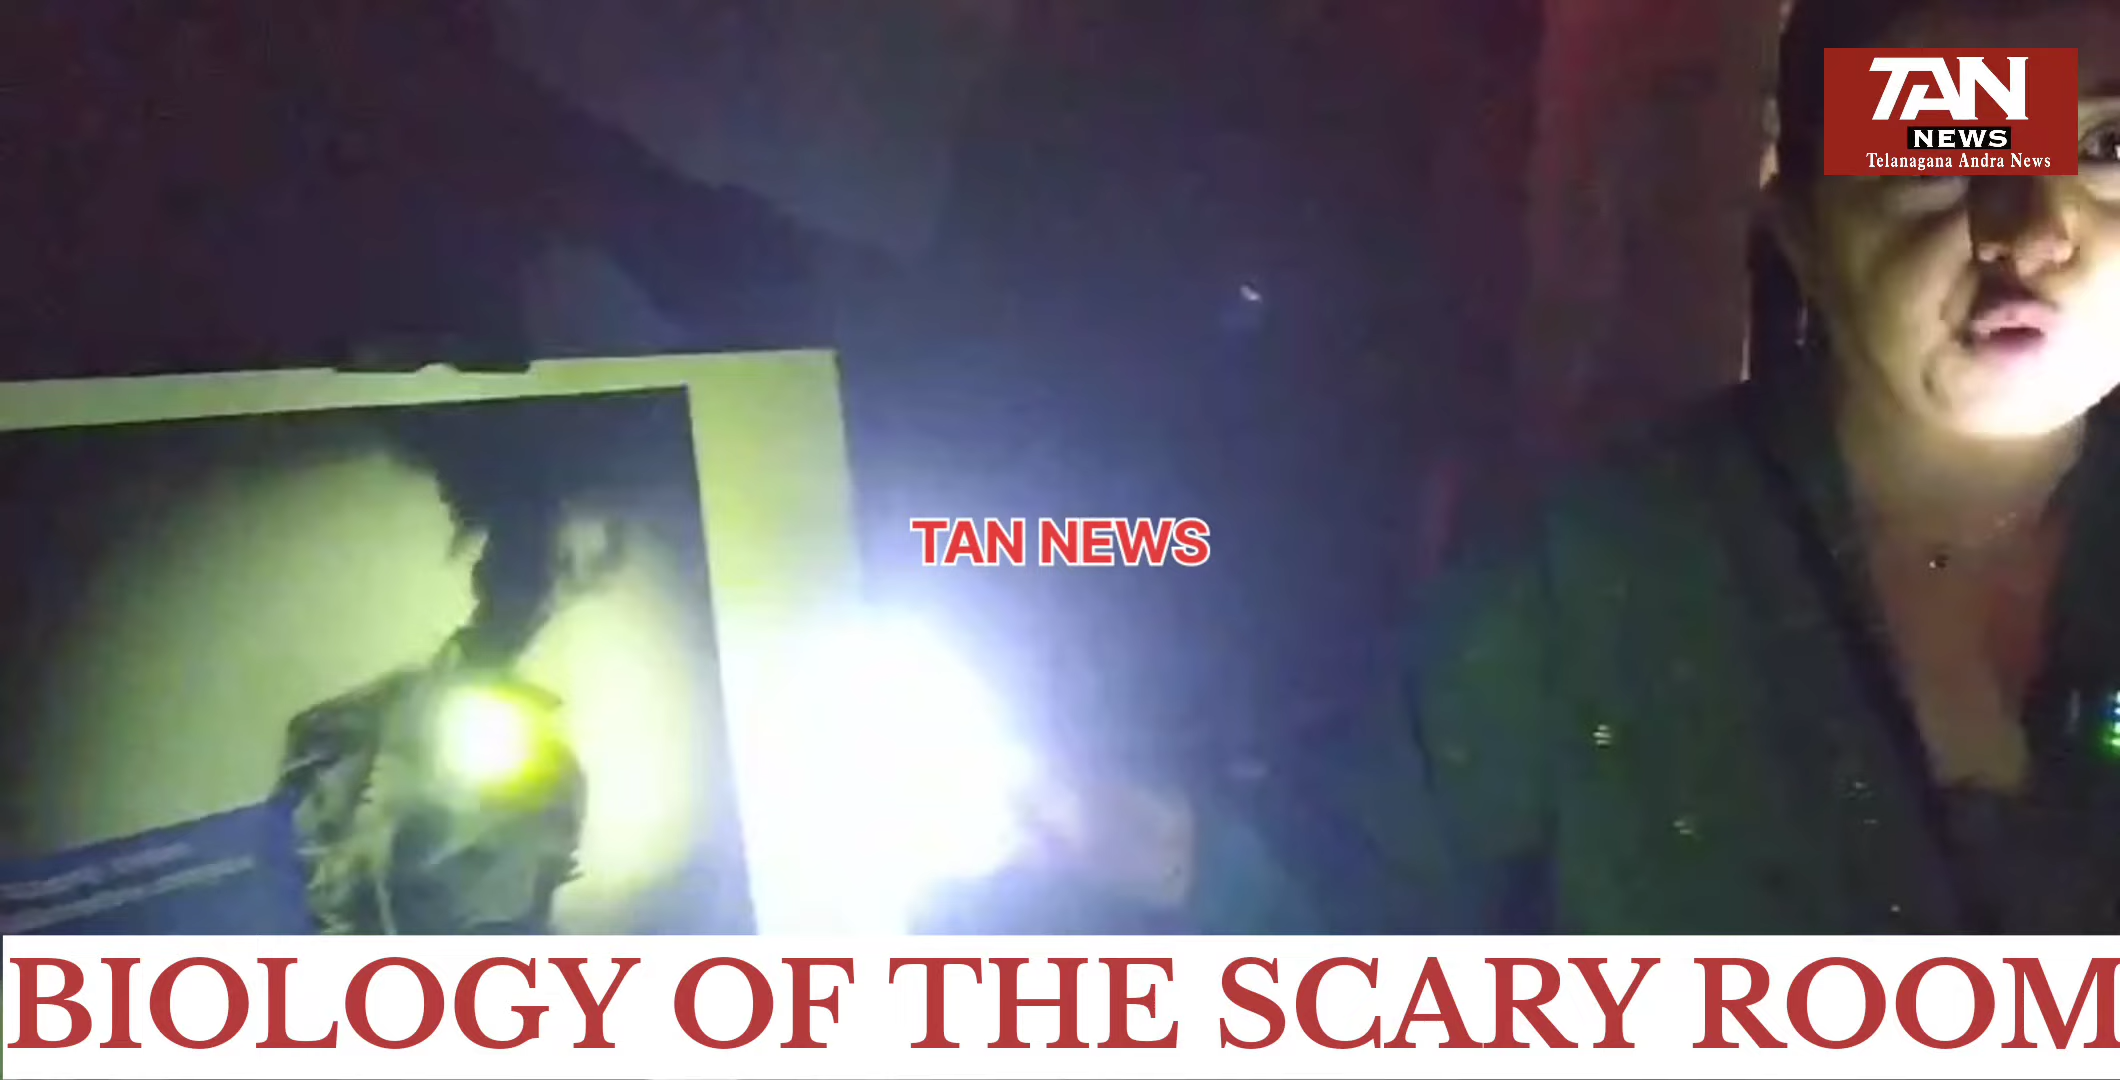 TAN
NEWS
Telanagana Andra News
TAN NEWS
BIOLOGY OF THE SCARY ROOM